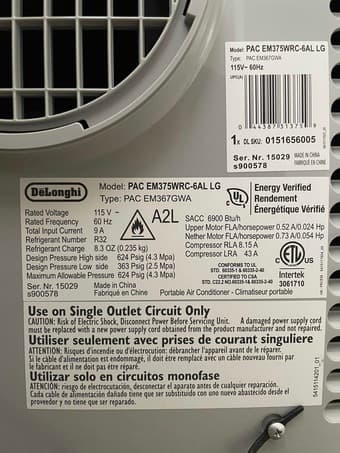 Model: PAC EM375WRC-6AL LG
Type: PAC EM367GWA
115V~ 60Hz
UPC(A)
0 44387 31375 9
1x DL SKU: 0151656005
Ser. Nr. 15029 MADE IN CHINA
s900578 FABRIQUÉ EN CHINE
DeLonghi
Model: PAC EM375WRC-6AL LG
Type: PAC EM367GWA
Rated Voltage 115 V ~
Rated Frequency 60 Hz
Input Current 9 A
Refrigerant Number R32
Refrigerant Charge 8.3 OZ (0.235 kg)
Design Pressure High side 624 Psig (4.3 Mpa)
Design Pressure Low side 363 Psig (2.5 Mpa)
Maximum Allowable Pressure 624 Psig (4.3 Mpa)
Ser. Nr. 15029 Made in China
s900578 Fabriqué en Chine
A2L
UL
Energy Verified
Rendement
Énergétique Vérifié
SACC 6900 Btu/h
Upper Motor FLA/horsepower 0.52 A/0.024 Hp
Nether Motor FLA/horsepower 0.73 A/0.054 Hp
Compressor RLA 8.15 A
Compressor LRA 43 A
CONFORMS TO UL
STD. 60335-1 & 60335-2-40
CERTIFIED TO CSA
STD. C22.2 NO. 60335-1 & 60335-2-40
ETL
Intertek
3061710
Portable Air Conditioner - Climatiseur portable
Use on Single Outlet Circuit Only
CAUTION: Risk of Electric Shock, Disconnect Power Before Servicing Unit. A damaged power supply cord
must be replaced with a new power supply cord obtained from the product manufacturer and not repaired.
Utiliser seulement avec prises de courant singuliere
ATTENTION: Risques d'incendie ou d'électrocution: débrancher l'appareil avant le dépannage.
Si le câble d'alimentation est endommagé, il doit être remplacé avec un cable nouveau fourni par
le fabricant et il ne doit pas être réparé.
Utilizar solo en circuitos monofase
ATENCIÓN: riesgo de electrocutación, desconectar el aparato antes de cualquier reparación.
Cada cable de alimentación dañado tiene que ser substituido con uno nuevo desde el
proveedor y no tiene que ser reparado.
5415114201_01